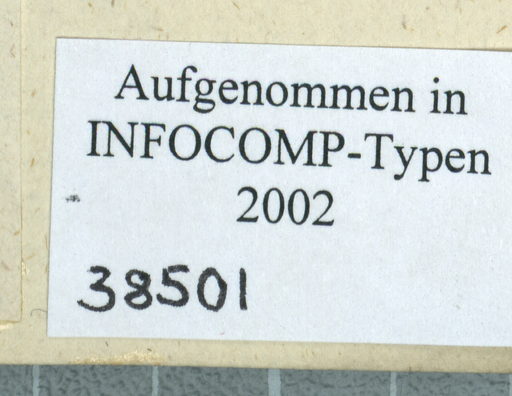 Aufgenommen in
INFOCOMP-Typen
2002
38501